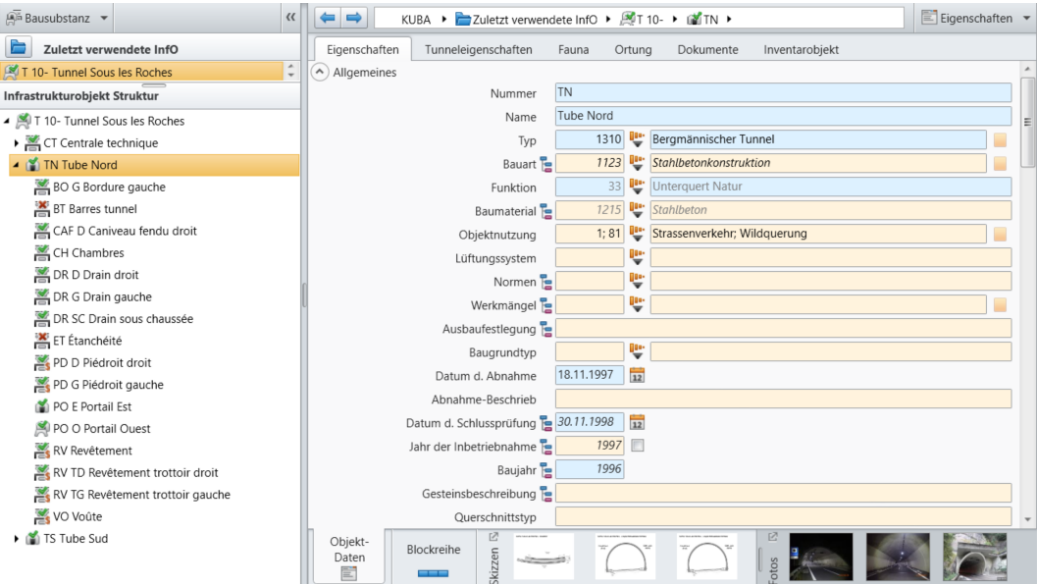 Bausubstanz
Zuletzt verwendete InfO
T 10- Tunnel Sous les Roches
Infrastrukturobjekt Struktur
T 10- Tunnel Sous les Roches
CT Centrale technique
TN Tube Nord
BO G Bordure gauche
BT Barres tunnel
CAF D Caniveau fendu droit
CH Chambres
DR D Drain droit
DR G Drain gauche
DR SC Drain sous chaussée
ET Étanchéité
PD D Piédroit droit
PD G Piédroit gauche
PO E Portail Est
PO O Portail Ouest
RV Revêtement
RV TD Revêtement trottoir droit
RV TG Revêtement trottoir gauche
VO Voûte
TS Tube Sud
KUBA Zuletzt verwendete InfO T 10- TN
Eigenschaften
Eigenschaften Tunneleigenschaften Fauna Ortung Dokumente Inventarobjekt
Allgemeines
Nummer TN
Name Tube Nord
Typ 1310 Bergmännischer Tunnel
Bauart 1123 Stahlbetonkonstruktion
Funktion 33 Unterquert Natur
Baumaterial 1215 Stahlbeton
Objektnutzung 1; 81 Strassenverkehr; Wildquerung
Lüftungssystem
Normen
Werkmängel
Ausbaufestlegung
Baugrundtyp
Datum d. Abnahme 18.11.1997 12
Abnahme-Beschrieb
Datum d. Schlussprüfung 30.11.1998 12
Jahr der Inbetriebnahme 1997
Baujahr 1996
Gesteinsbeschreibung
Querschnittstyp
Objekt-
Daten
Blockreihe
Skizzen
Fotos